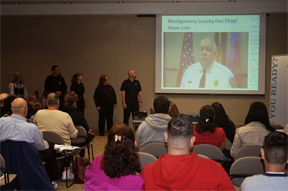 Montgomery County Fire Chief
Steve Lohr
YOU READY?